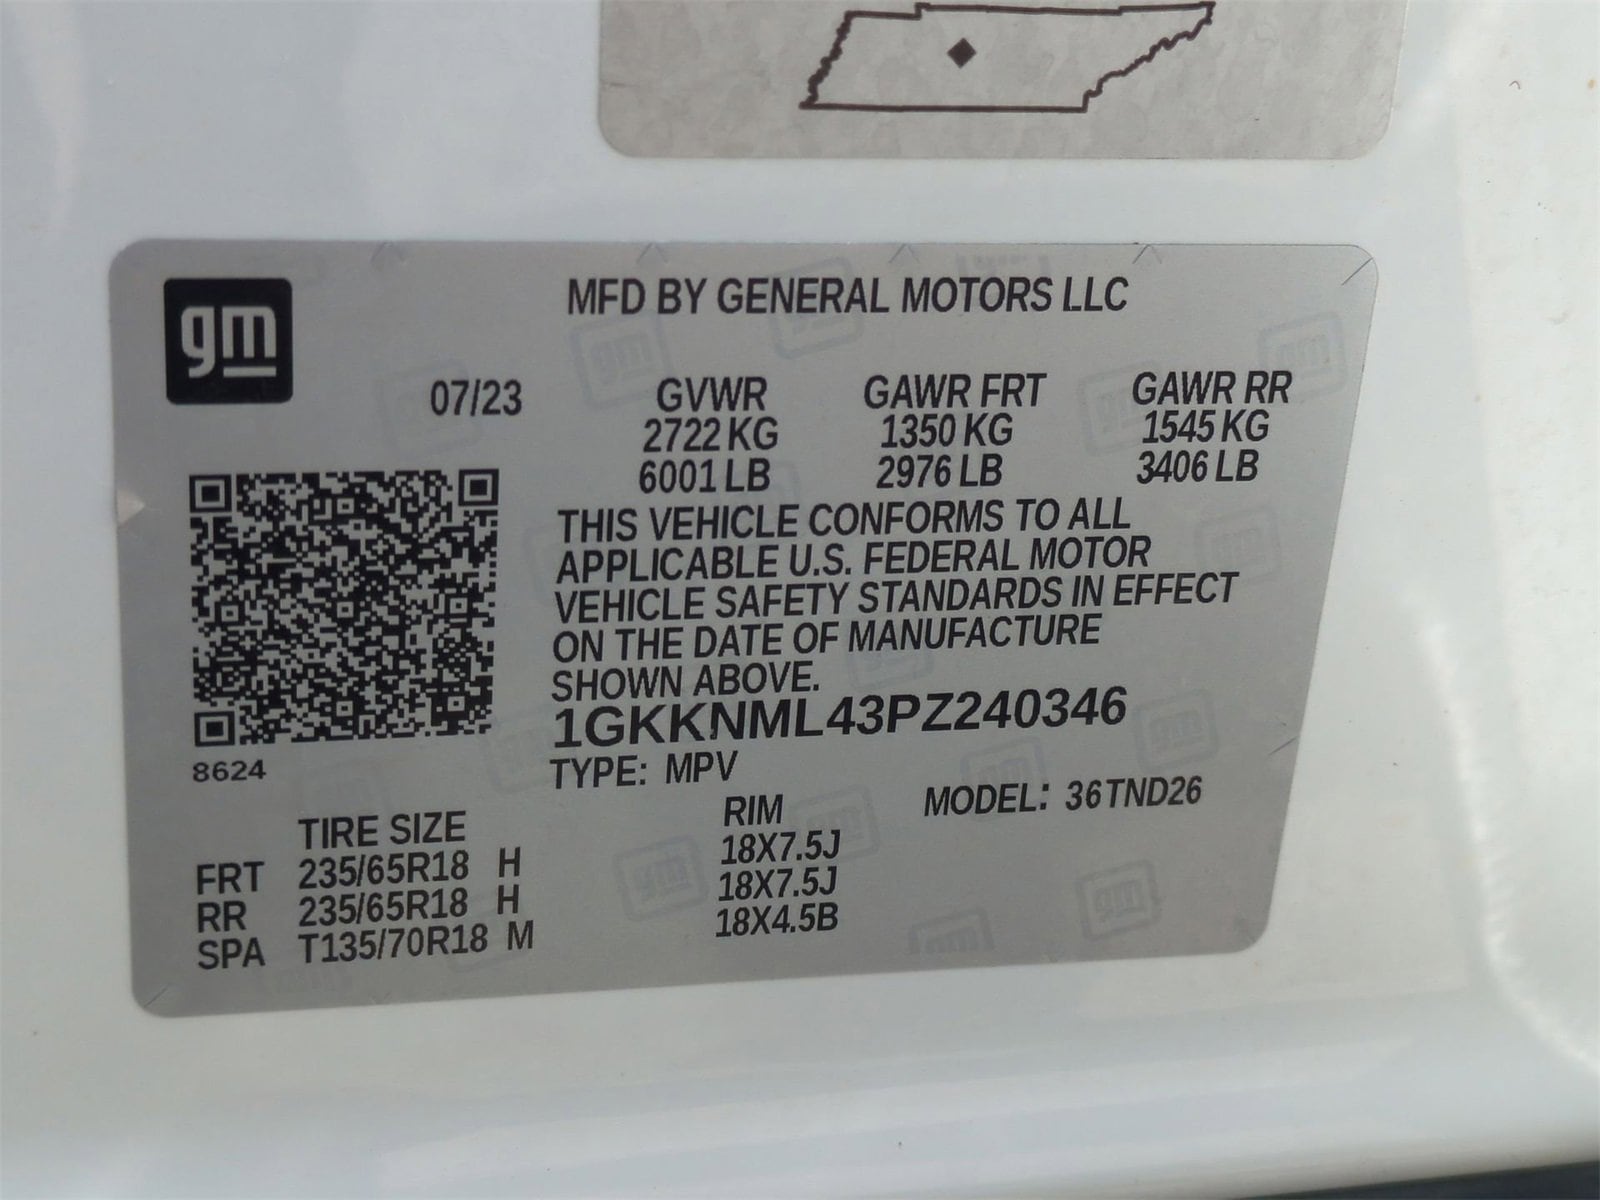 gm
MFD BY GENERAL MOTORS LLC
07/23 GVWR GAWR FRT GAWR RR
2722 KG 1350 KG 1545 KG
6001 LB 2976 LB 3406 LB
THIS VEHICLE CONFORMS TO ALL
APPLICABLE U.S. FEDERAL MOTOR
VEHICLE SAFETY STANDARDS IN EFFECT
ON THE DATE OF MANUFACTURE
SHOWN ABOVE.
1GKKNML43PZ240346
8624
TYPE: MPV MODEL: 36TND26
TIRE SIZE RIM
FRT 235/65R18 H 18X7.5J
RR 235/65R18 H 18X7.5J
SPA T135/70R18 M 18X4.5B